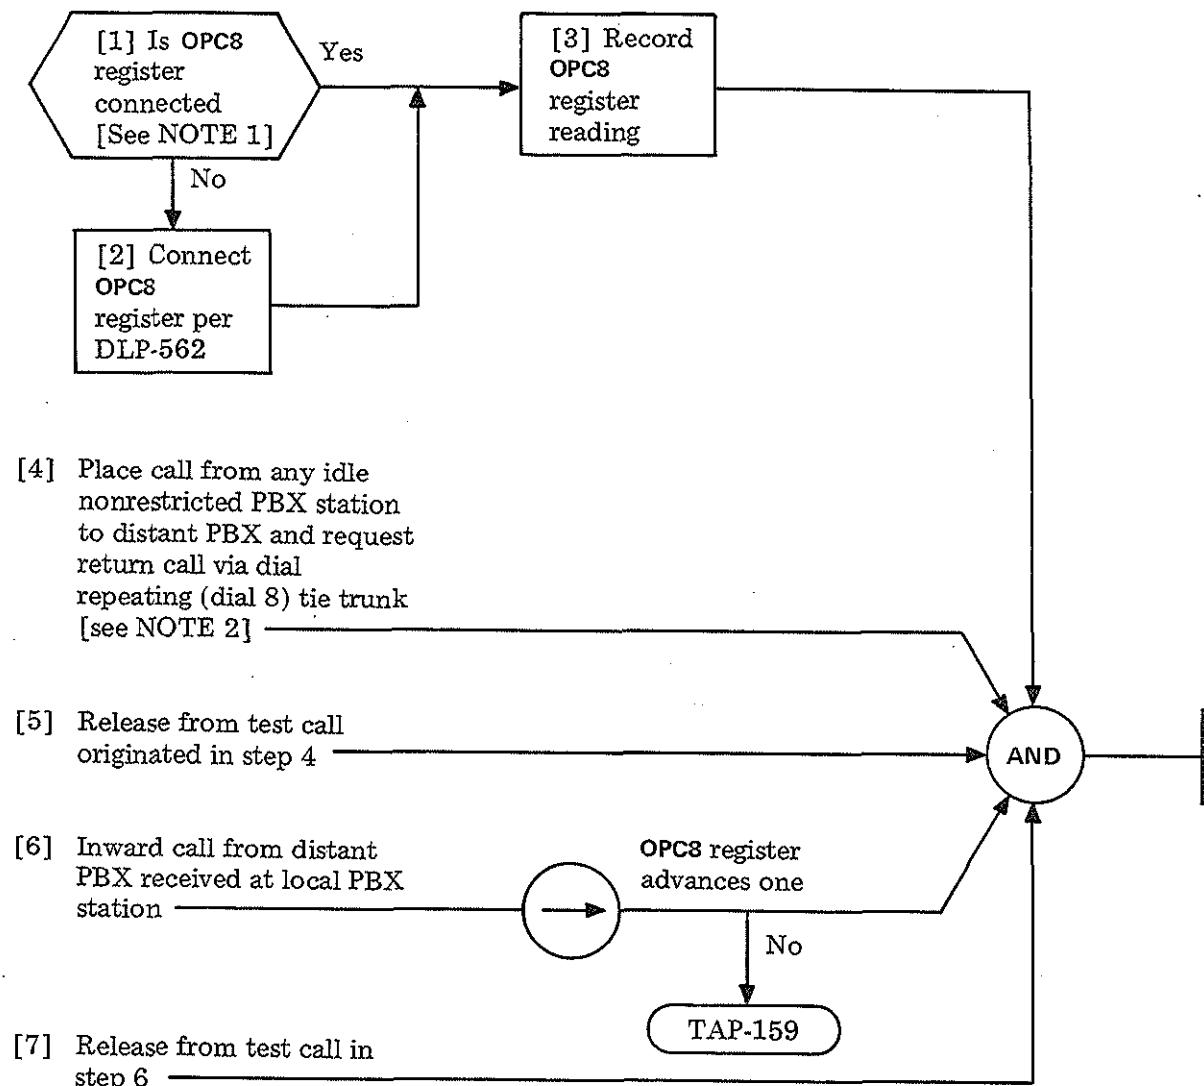 [1] Is OPC8
register
connected
[See NOTE 1]
Yes
No
[2] Connect
OPC8
register per
DLP-562
[3] Record
OPC8
register
reading
[4] Place call from any idle
nonrestricted PBX station
to distant PBX and request
return call via dial
repeating (dial 8) tie trunk
[see NOTE 2]
[5] Release from test call
originated in step 4
AND
[6] Inward call from distant
PBX received at local PBX
station
OPC8 register
advances one
No
TAP-159
[7] Release from test call in
step 6